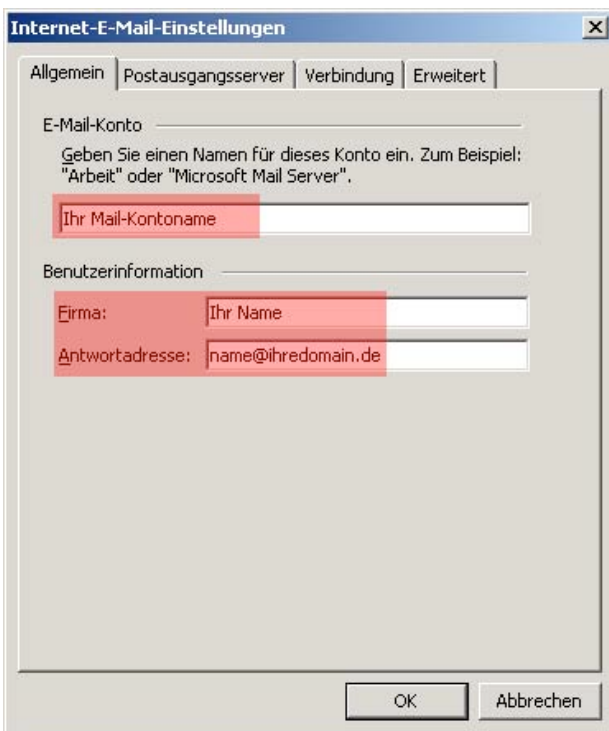 Internet-E-Mail-Einstellungen
Allgemein Postausgangsserver Verbindung Erweitert
E-Mail-Konto
Geben Sie einen Namen für dieses Konto ein. Zum Beispiel:
"Arbeit" oder "Microsoft Mail Server".
Ihr Mail-Kontoname
Benutzerinformation
Firma: Ihr Name
Antwortadresse: name@ihredomain.de
OK Abbrechen